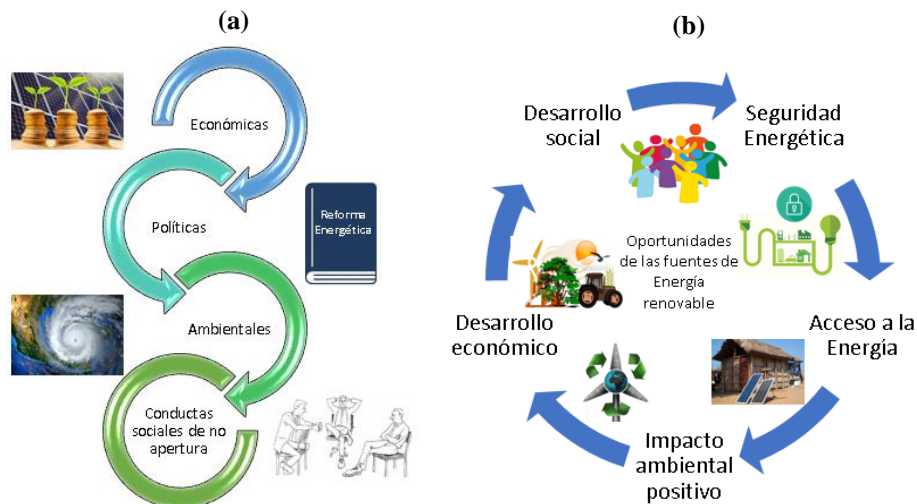 (a)
Económicas
Políticas
Reforma
Energética
Ambientales
Conductas
sociales de no
apertura
(b)
Desarrollo
social
Seguridad
Energética
Oportunidades
de las fuentes de
Energía
renovable
Desarrollo
económico
Acceso a la
Energía
Impacto
ambiental
positivo